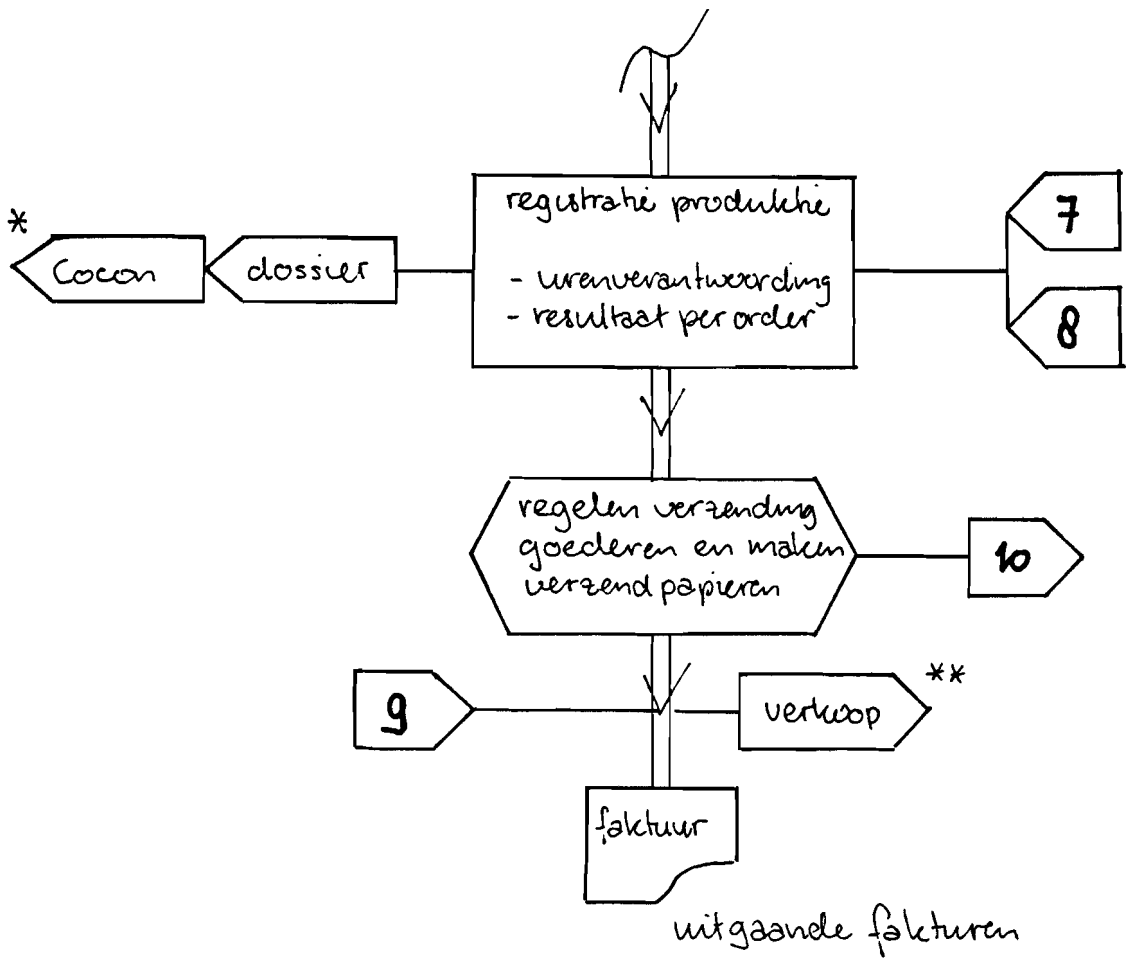 registratie produktie
- urenverantwoording
- resultaat per order
*
Cocon
dossier
7
8
regelen verzending
goederen en maken
verzendpapieren
10
9
verkoop
**
faktuur
uitgaande fakturen